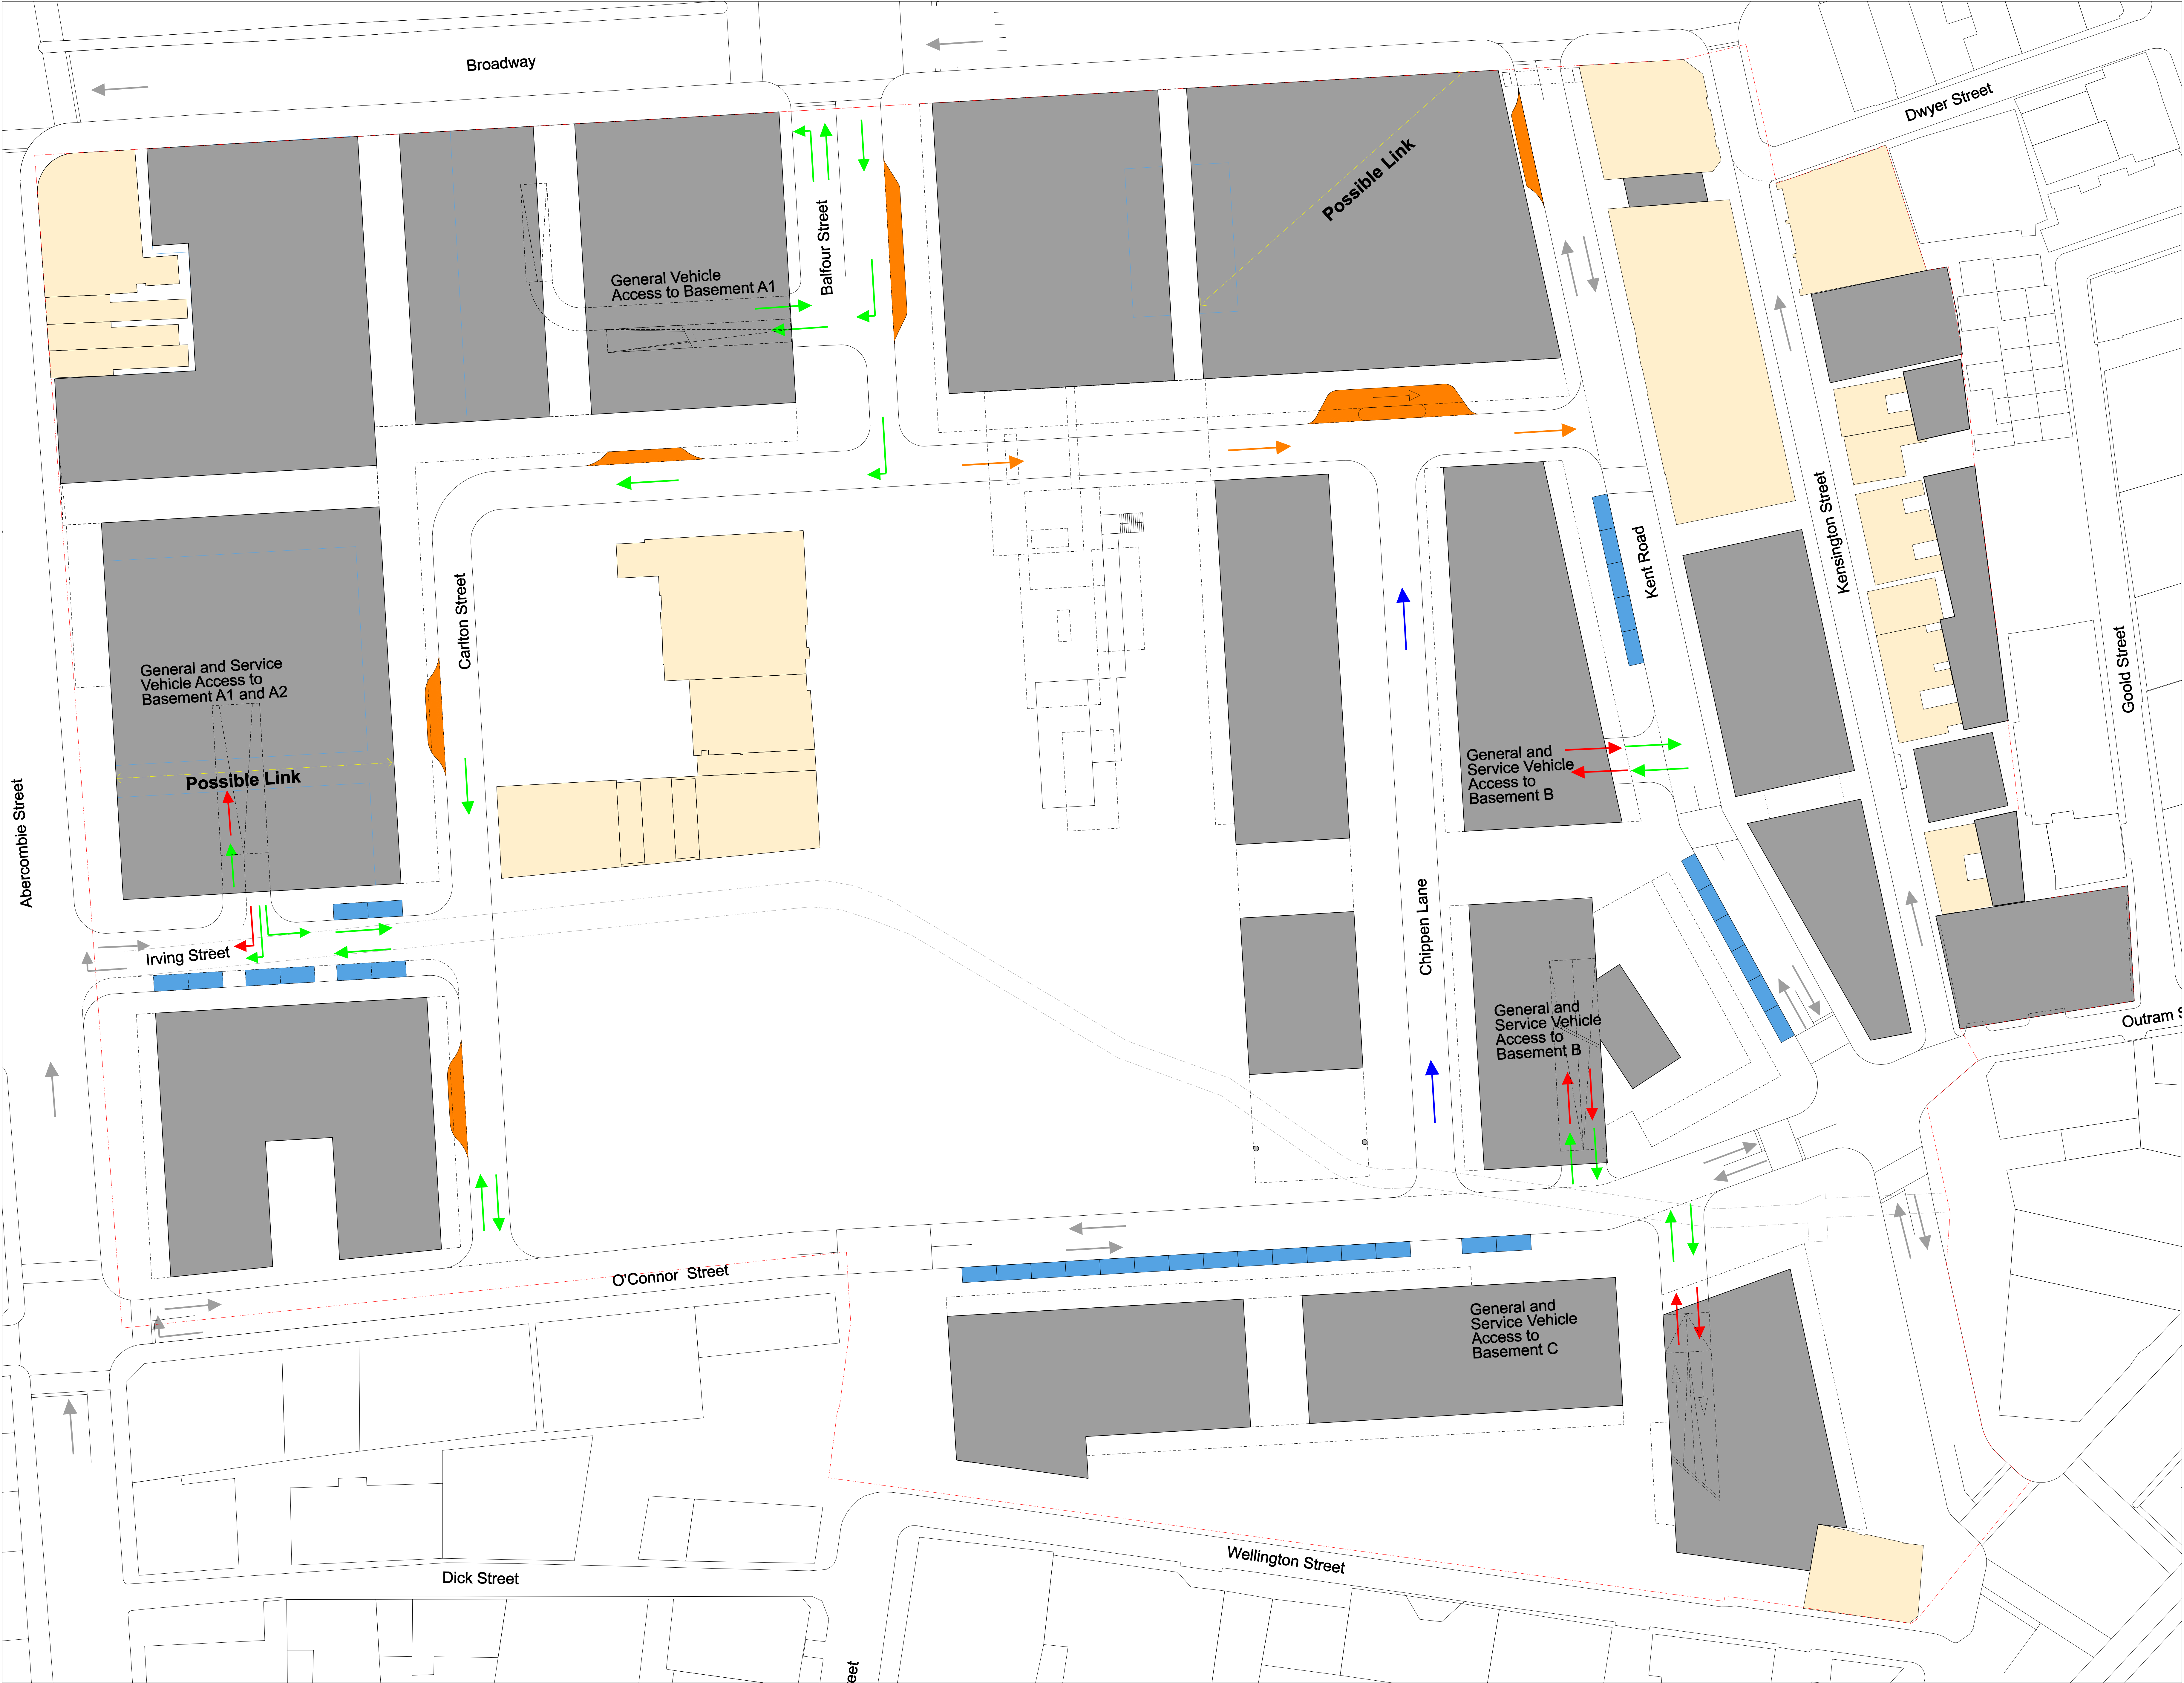 Broadway
Dwyer Street
Possible Link
Balfour Street
General Vehicle
Access to Basement A1
Kensington Street
Kent Road
Carlton Street
Goold Street
General and Service
Vehicle Access to
Basement A1 and A2
Possible Link
General and
Service Vehicle
Access to
Basement B
Abercombie Street
Chippen Lane
Irving Street
General and
Service Vehicle
Access to
Basement B
Outram S
O'Connor Street
General and
Service Vehicle
Access to
Basement C
Wellington Street
Dick Street
eet